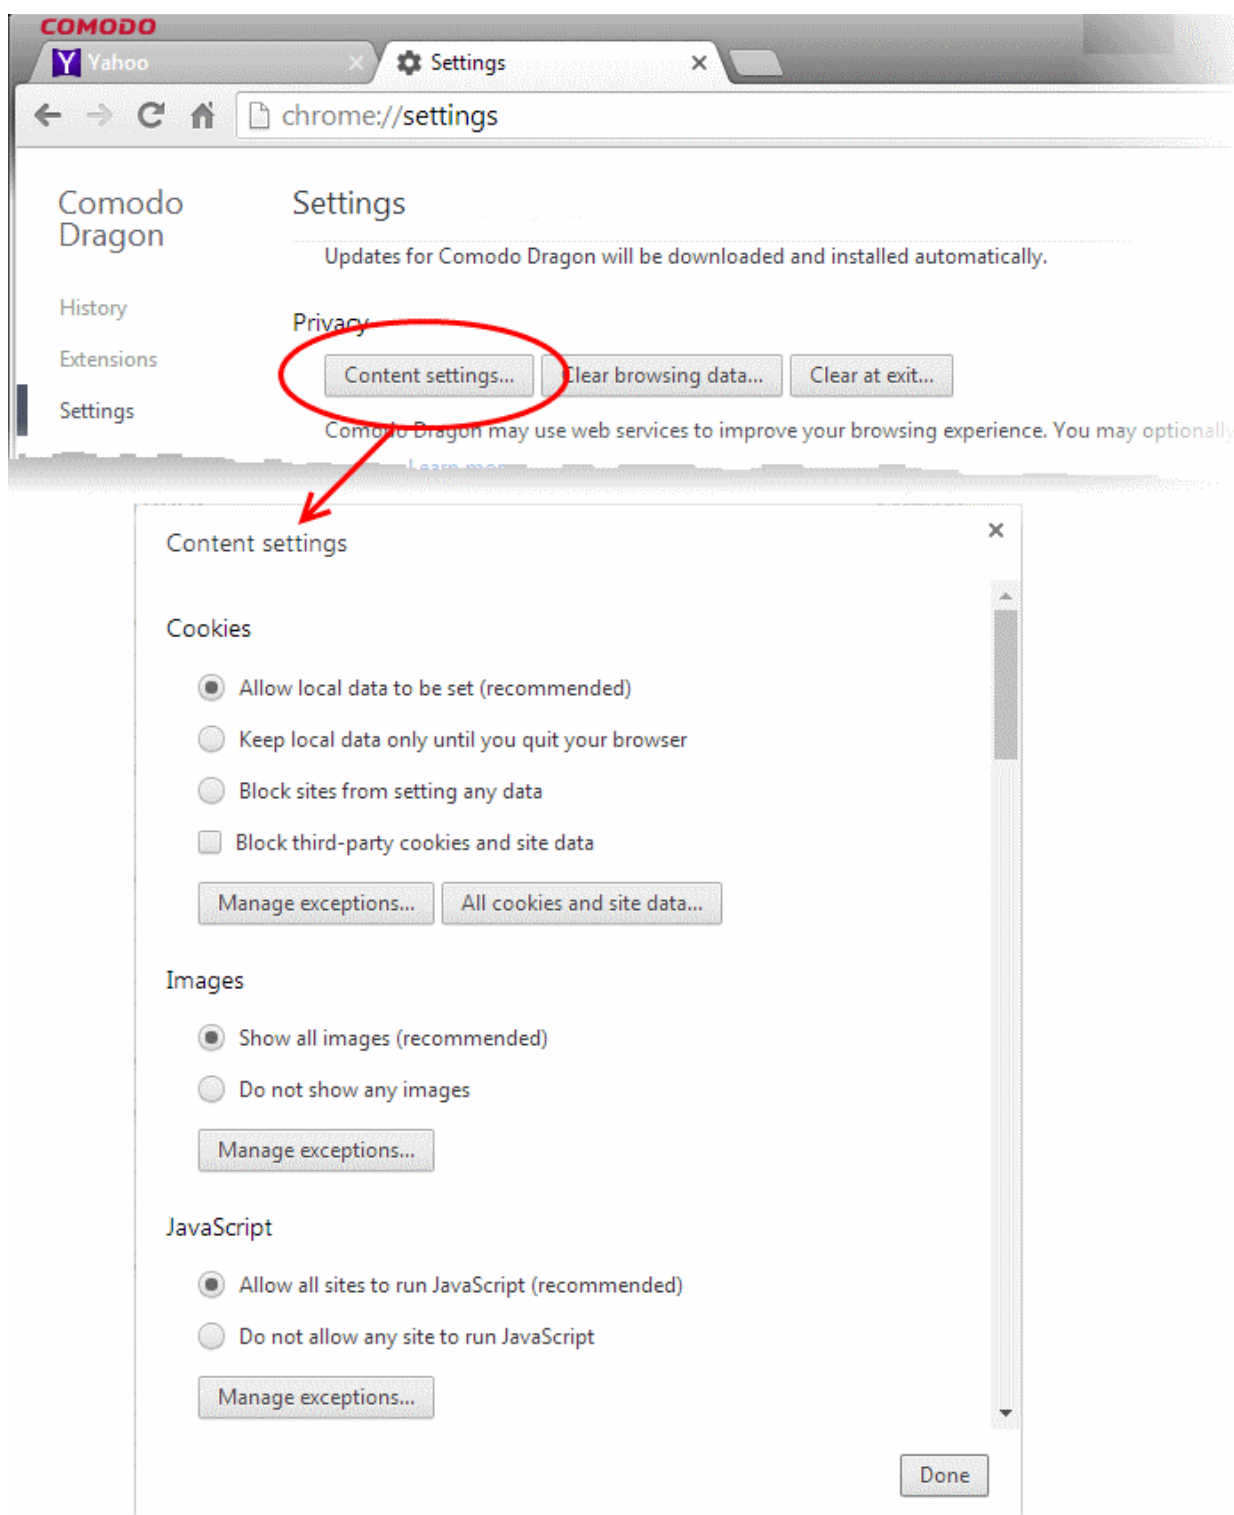 COMODO
Yahoo
Settings
chrome://settings
Comodo
Dragon
Settings
Updates for Comodo Dragon will be downloaded and installed automatically.
History
Privacy
Extensions
Content settings...
Clear browsing data...
Clear at exit...
Settings
Comodo Dragon may use web services to improve your browsing experience. You may optionally
Learn more
Content settings
Cookies
Allow local data to be set (recommended)
Keep local data only until you quit your browser
Block sites from setting any data
Block third-party cookies and site data
Manage exceptions...
All cookies and site data...
Images
Show all images (recommended)
Do not show any images
Manage exceptions...
JavaScript
Allow all sites to run JavaScript (recommended)
Do not allow any site to run JavaScript
Manage exceptions...
Done